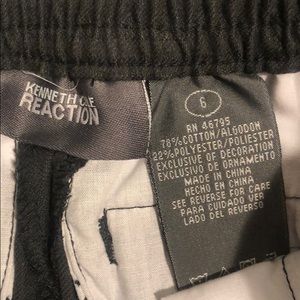 KENNETH COLE
REACTION
6
RN 46795
78% COTTON/ALGODON
22% POLYESTER/POLIESTER
EXCLUSIVE OF DECORATION
EXCLUSIVO DE ORNAMENTO
MADE IN CHINA
HECHO EN CHINA
SEE REVERSE FOR CARE
PARA CUIDADO VER
LADO DEL REVERSO